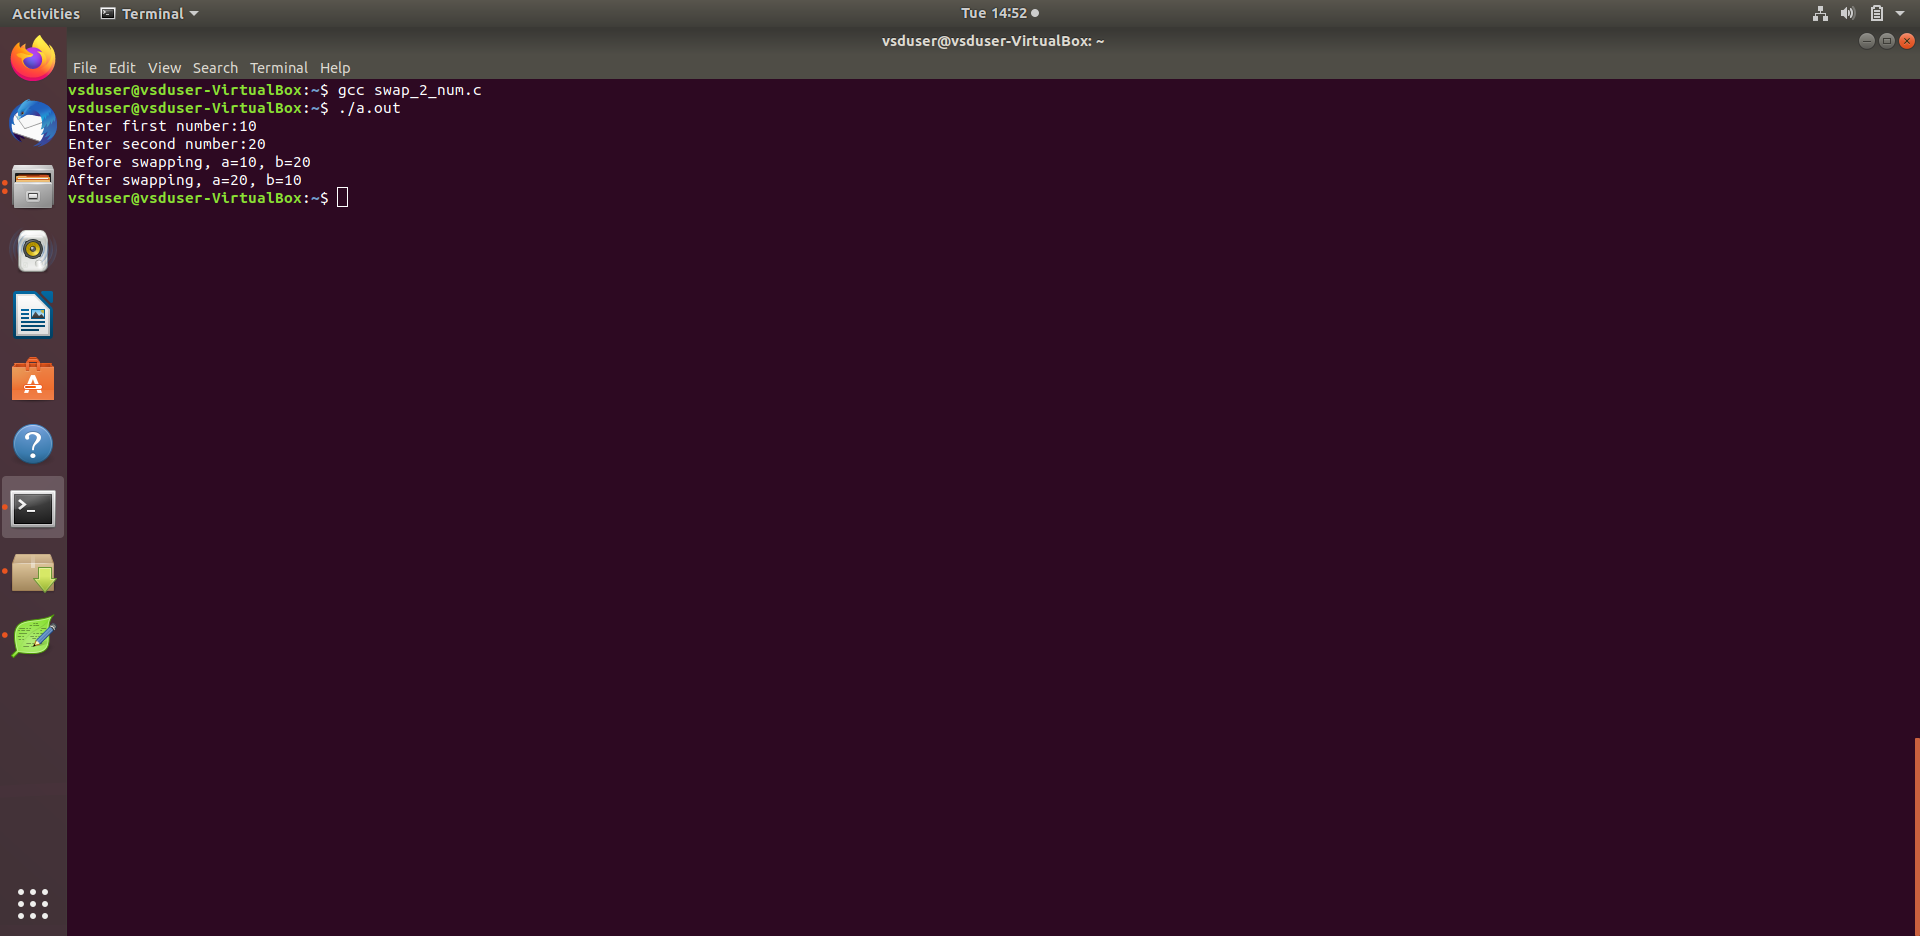 Activities Terminal Tue 14:52
vsduser@vsduser-VirtualBox: ~
File Edit View Search Terminal Help
vsduser@vsduser-VirtualBox:~$ gcc swap_2_num.c
vsduser@vsduser-VirtualBox:~$ ./a.out
Enter first number:10
Enter second number:20
Before swapping, a=10, b=20
After swapping, a=20, b=10
vsduser@vsduser-VirtualBox:~$